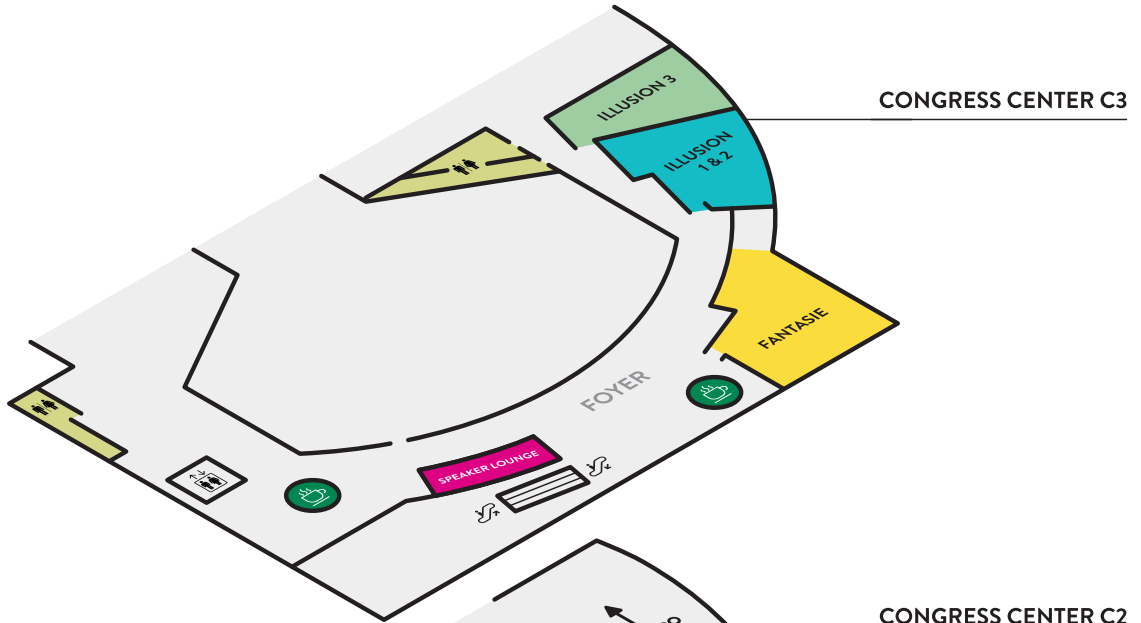 CONGRESS CENTER C3
ILLUSION 3
ILLUSION
1 & 2
FANTASIE
FOYER
SPEAKER LOUNGE
CONGRESS CENTER C2